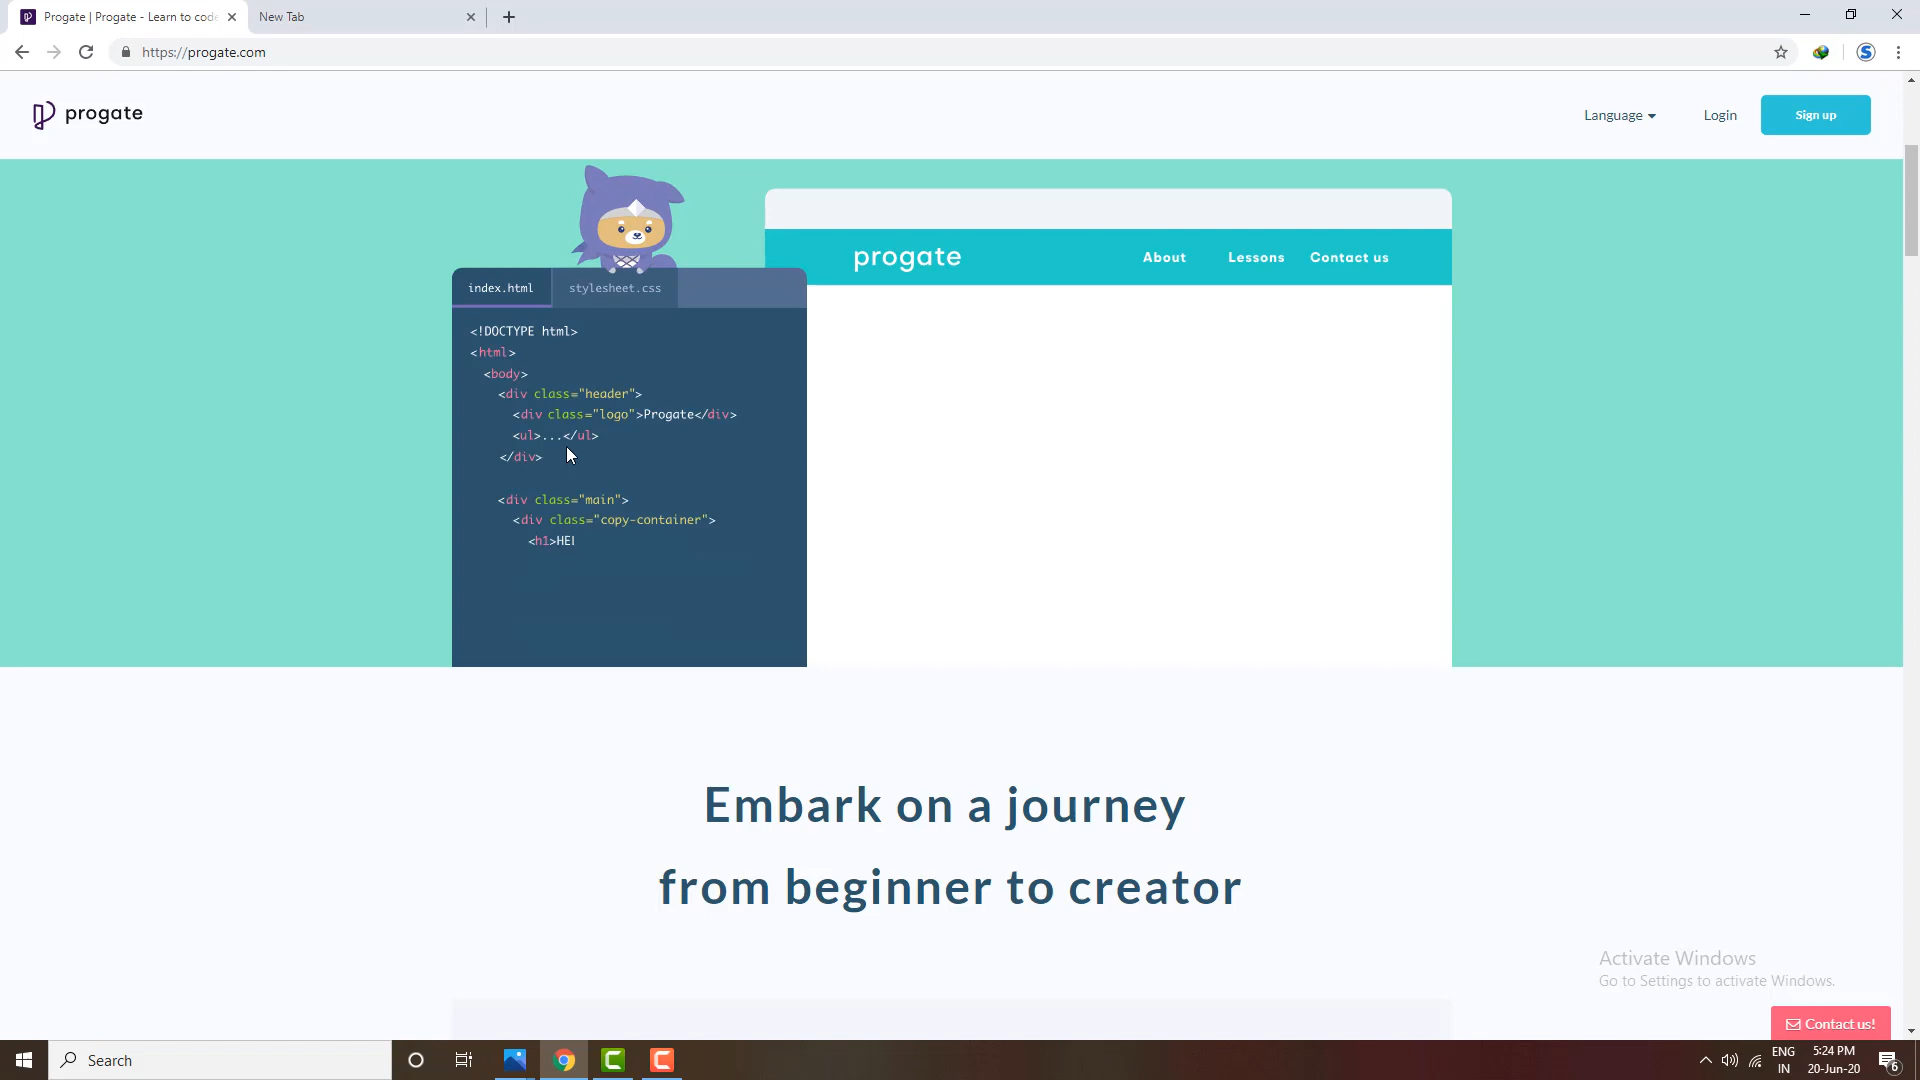 Progate | Progate - Learn to code
New Tab
https://progate.com
progate
Language
Login
Sign up
progate
About
Lessons
Contact us
index.html
stylesheet.css
<!DOCTYPE html>
<html>
<body>
<div class="header">
<div class="logo">Progate</div>
<ul>...</ul>
</div>
<div class="main">
<div class="copy-container">
<h1>HEL
Embark on a journey
from beginner to creator
Activate Windows
Go to Settings to activate Windows.
Contact us!
Search
ENG
IN
5:24 PM
20-Jun-20
6